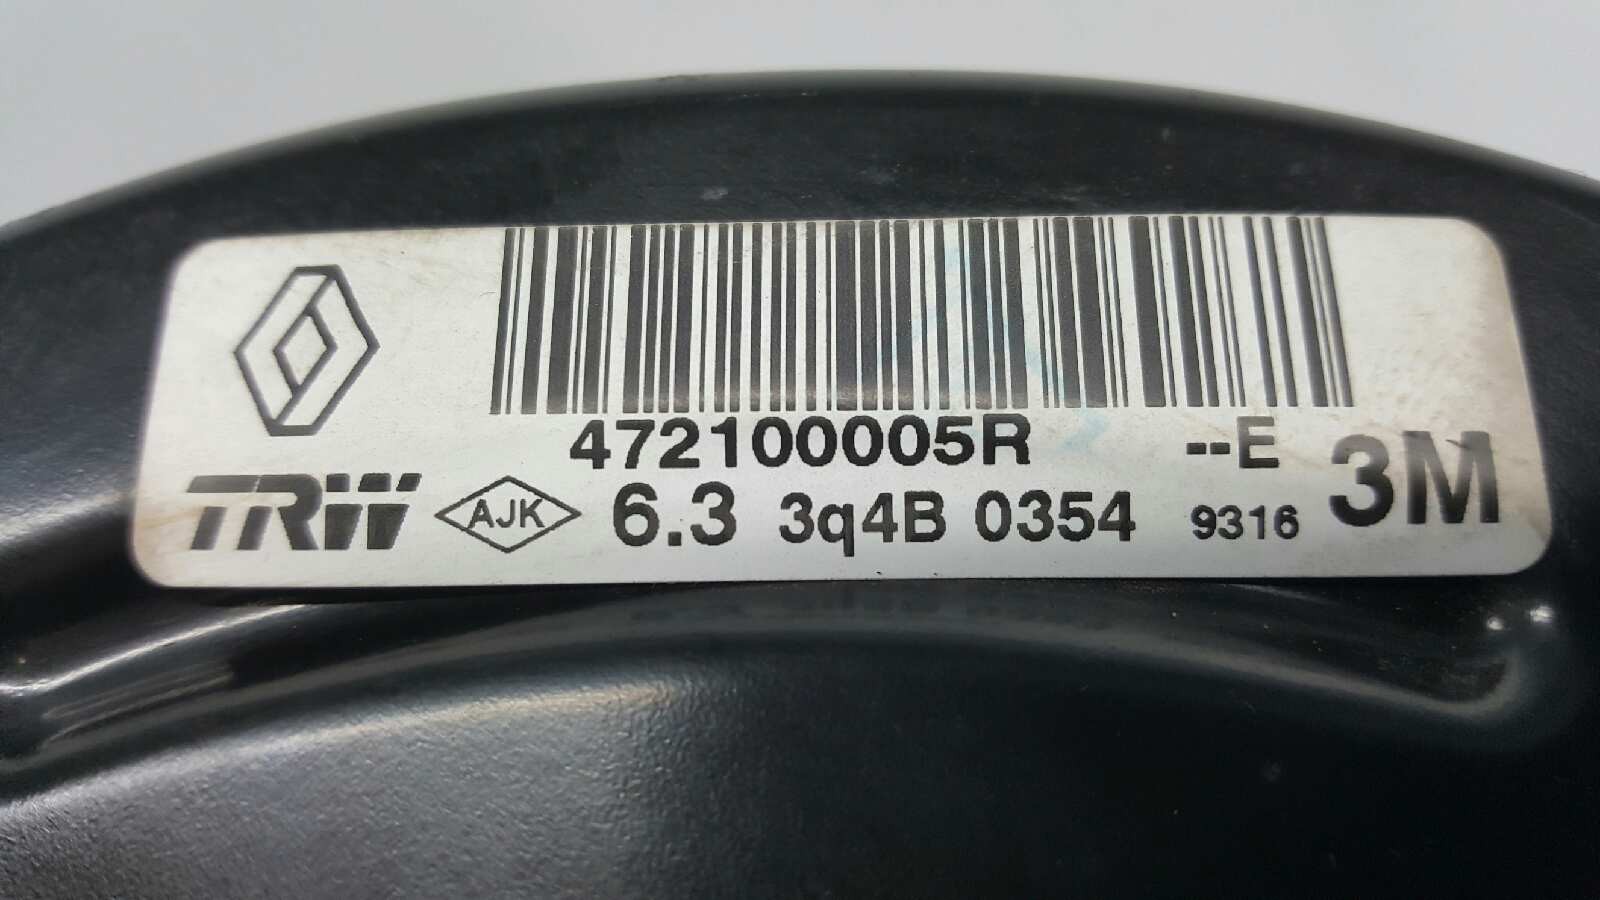 472100005R --E
TRW AJK 6.3 3q4B 0354 9316 3M